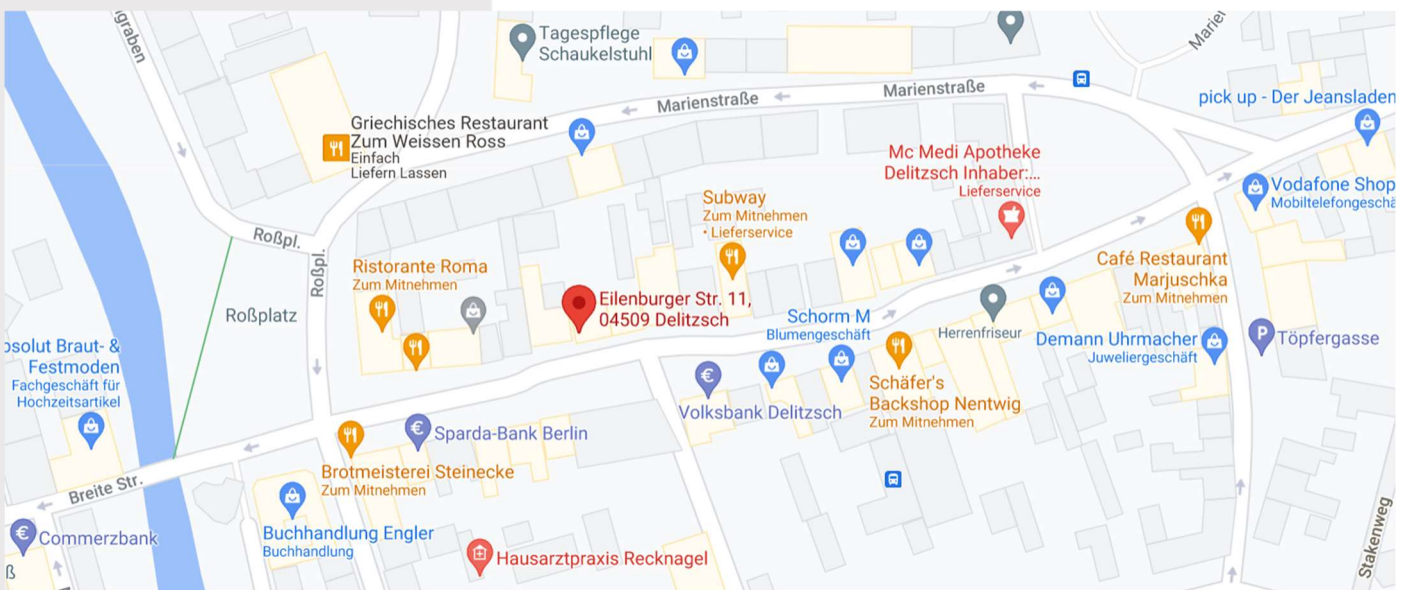 Tagespflege
Schaukelstuhl
Marienstraße
Marienstraße
pick up - Der Jeansladen
Griechisches Restaurant
Zum Weissen Ross
Einfach
Liefern Lassen
Mc Medi Apotheke
Delitzsch Inhaber:...
Lieferservice
Vodafone Shop
Subway
Zum Mitnehmen
• Lieferservice
Roßpl.
Roßpl.
Ristorante Roma
Zum Mitnehmen
Café Restaurant
Marjuschka
Zum Mitnehmen
Eilenburger Str. 11,
04509 Delitzsch
Roßplatz
Schorm M
Blumengeschäft
Herrenfriseur
Demann Uhrmacher
Juweliergeschäft
P
Töpfergasse
Braut- &
Festmoden
Fachgeschäft für
Hochzeitsartikel
Schäfer's
Backshop Nentwig
Zum Mitnehmen
€
Volksbank Delitzsch
€
Sparda-Bank Berlin
Brotmeisterei Steinecke
Zum Mitnehmen
Breite Str.
Buchhandlung Engler
Buchhandlung
€
Commerzbank
Hausarztpraxis Recknagel
Stakenweg